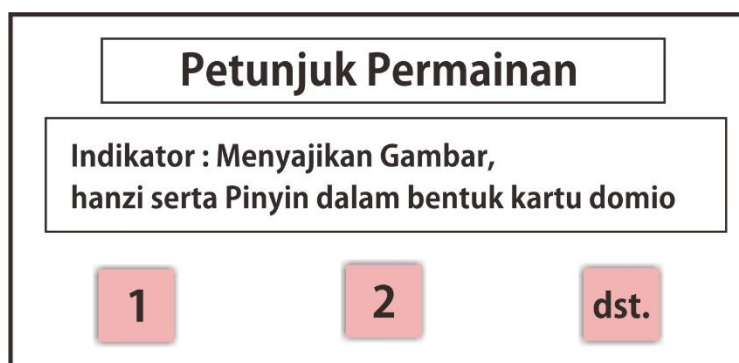 Petunjuk Permainan
Indikator : Menyajikan Gambar,
hanzi serta Pinyin dalam bentuk kartu domio
1 2 dst.